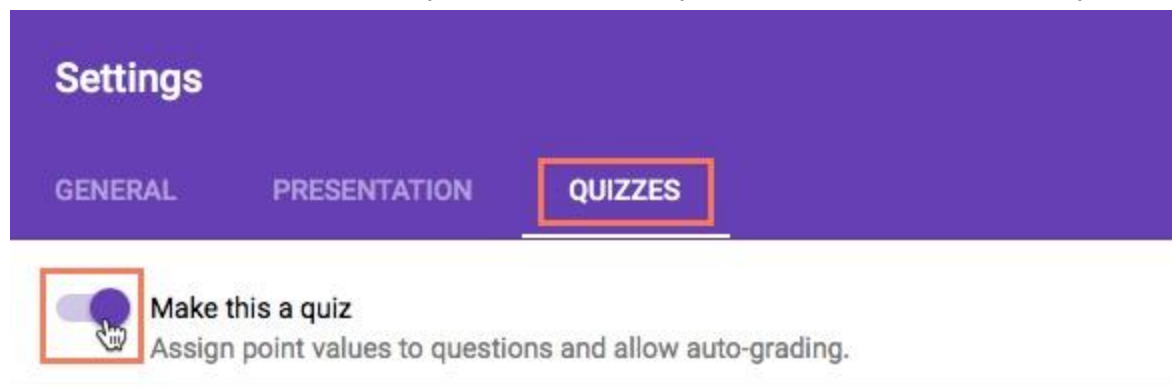 Settings
GENERAL PRESENTATION QUIZZES
Make this a quiz
Assign point values to questions and allow auto-grading.